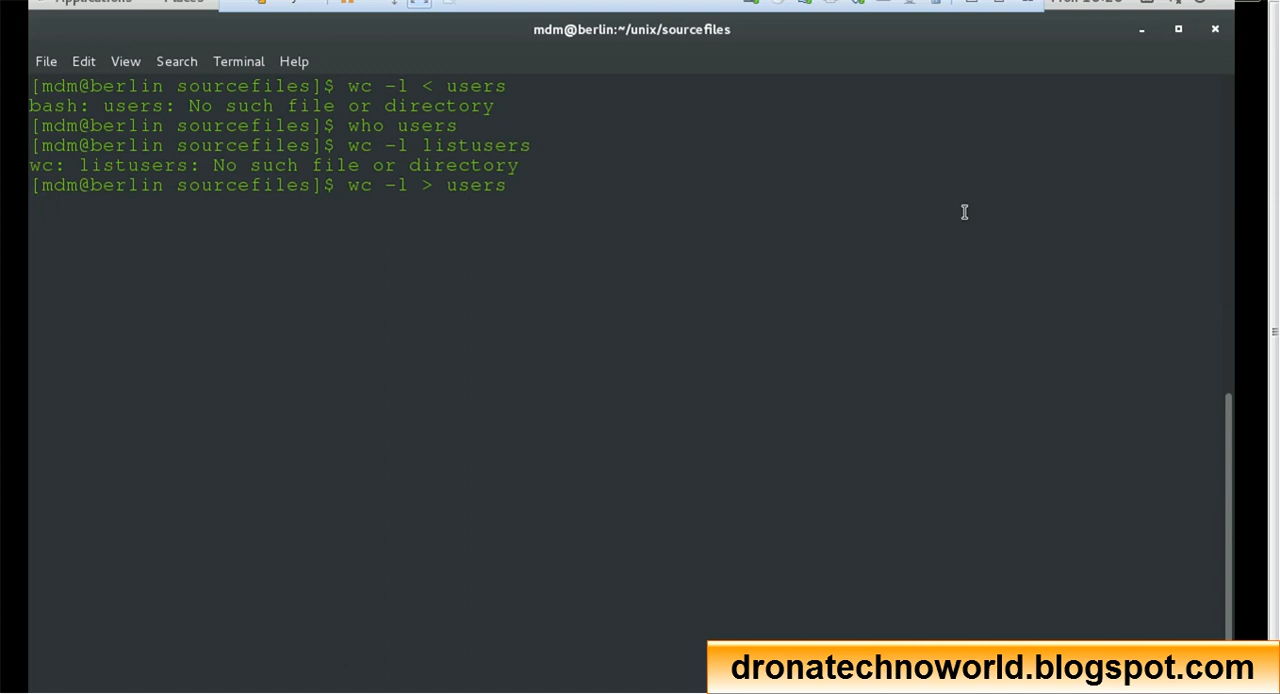 Applications Places
mdm@berlin:~/unix/sourcefiles
File Edit View Search Terminal Help
[mdm@berlin sourcefiles]$ wc -l < users
bash: users: No such file or directory
[mdm@berlin sourcefiles]$ who users
[mdm@berlin sourcefiles]$ wc -l listusers
wc: listusers: No such file or directory
[mdm@berlin sourcefiles]$ wc -l > users
dronatechnoworld.blogspot.com